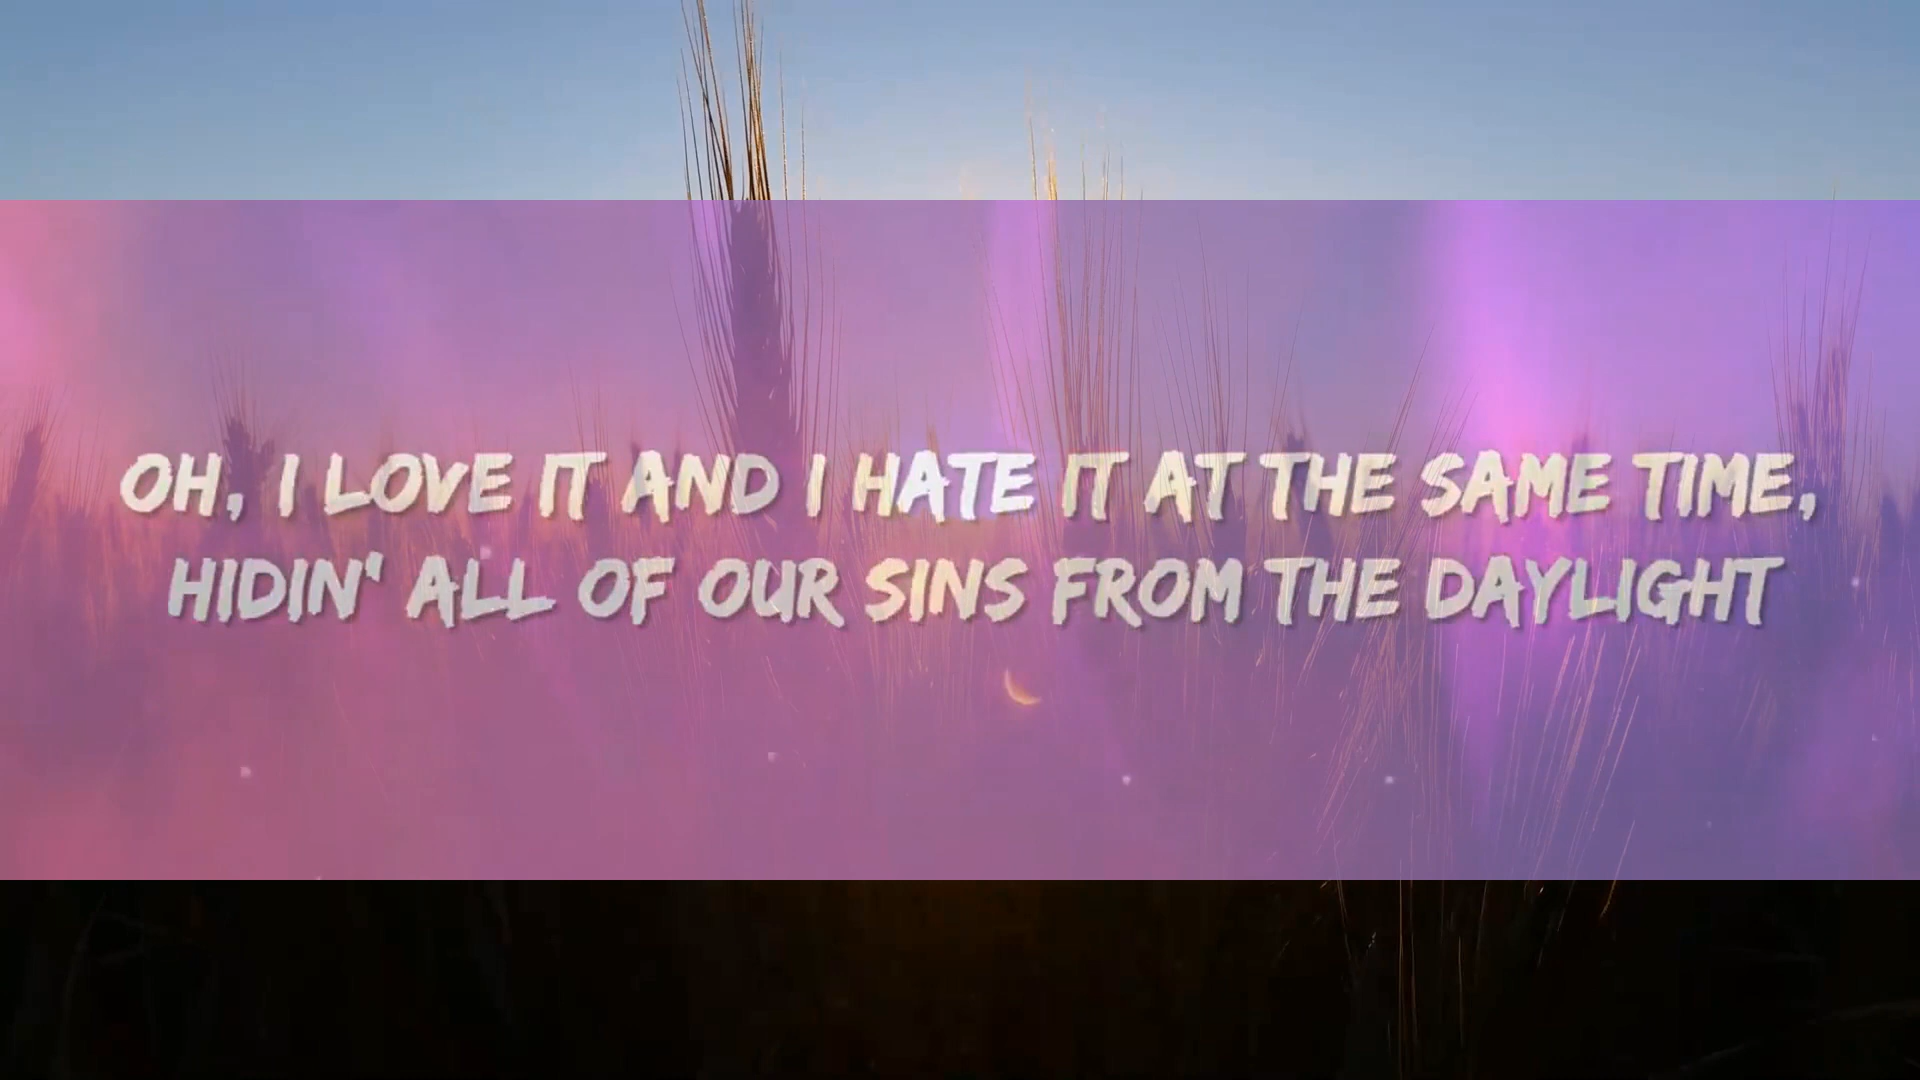 OH, I LOVE IT AND I HATE IT AT THE SAME TIME,
HIDIN' ALL OF OUR SINS FROM THE DAYLIGHT